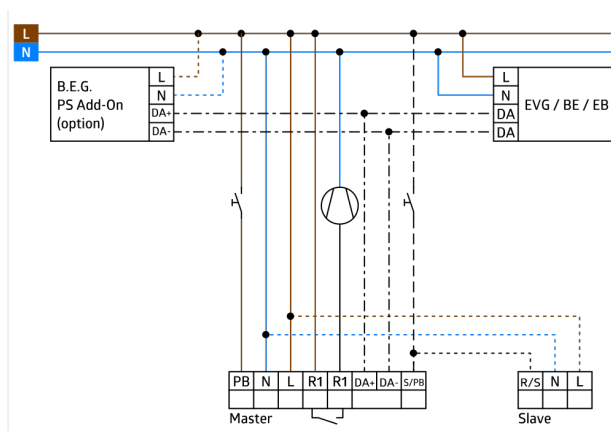 L
N
B.E.G.
PS Add-On
(option)
L
N
DA+
DA-
L
N
DA
DA
EVG / BE / EB
PB N L R1 R1 DA+ DA- S/PB
Master
R/S N L
Slave